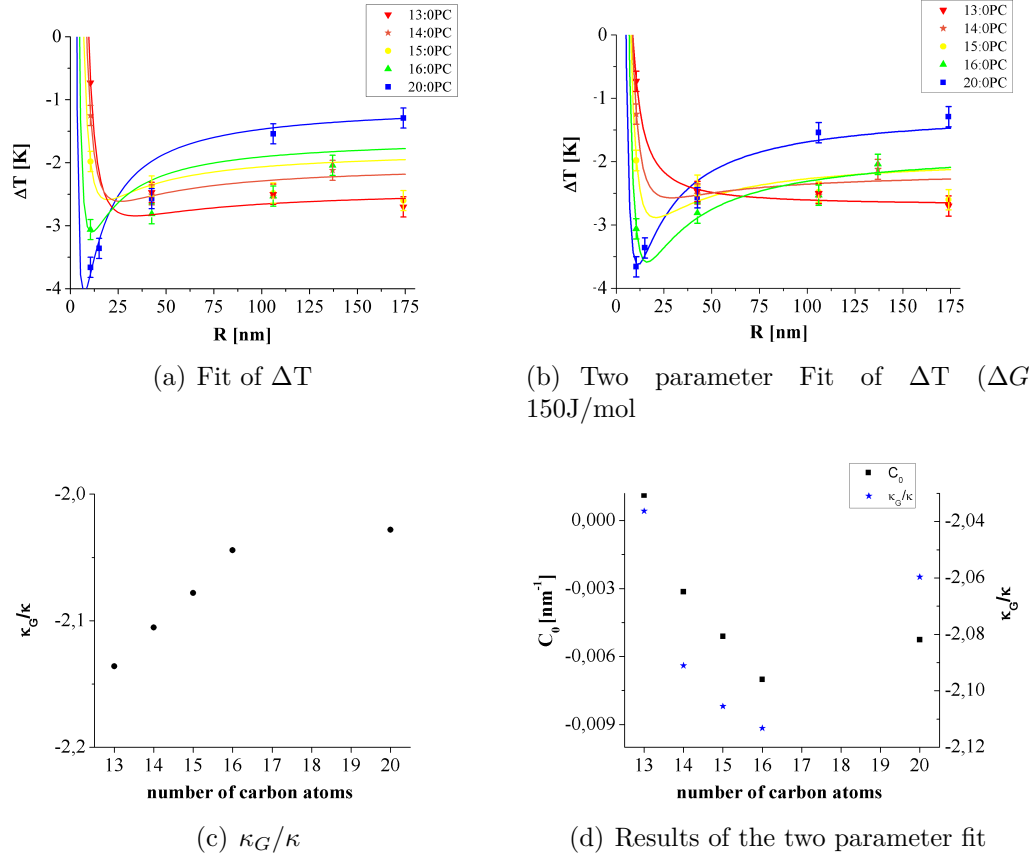 13:0PC
14:0PC
15:0PC
16:0PC
20:0PC
0
-1
-2
-3
-4
ΔT [K]
0 25 50 75 100 125 150 175
R [nm]
(a) Fit of ΔT
13:0PC
14:0PC
15:0PC
16:0PC
20:0PC
0
-1
-2
-3
-4
ΔT [K]
0 25 50 75 100 125 150 175
R [nm]
(b) Two parameter Fit of ΔT (ΔG
150J/mol
-2,0
-2,1
-2,2
κG/κ
13 14 15 16 17 18 19 20
number of carbon atoms
(c) κG/κ
C0
κG/κ
0,000
-0,003
-0,006
-0,009
C0 [nm-1]
-2,04
-2,06
-2,08
-2,10
-2,12
κG/κ
13 14 15 16 17 18 19 20
number of carbon atoms
(d) Results of the two parameter fit